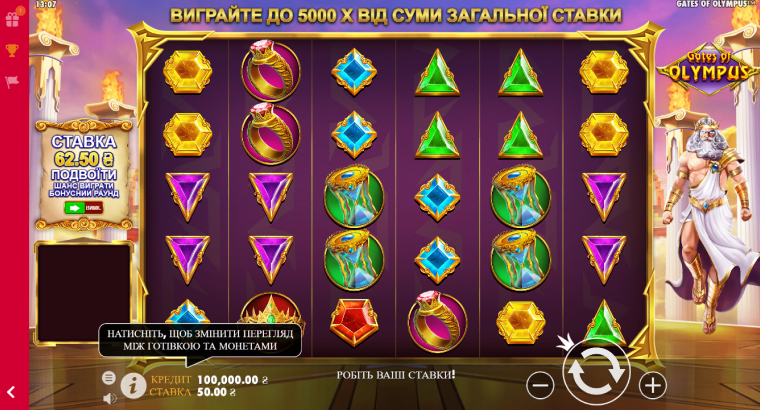 13:07
GATES OF OLYMPUS™
ВИГРАЙТЕ ДО 5000 X ВІД СУМИ ЗАГАЛЬНОЇ СТАВКИ
Gates of
OLYMPUS
СТАВКА
62.50 ₴
ПОДВОЇТИ
ШАНС ВИГРАТИ
БОНУСНИЙ РАУНД
НАТИСНІТЬ, ЩОБ ЗМІНИТИ ПЕРЕГЛЯД
МІЖ ГОТІВКОЮ ТА МОНЕТАМИ
КРЕДИТ 100,000.00 ₴
СТАВКА 50.00 ₴
РОБІТЬ ВАШІ СТАВКИ!